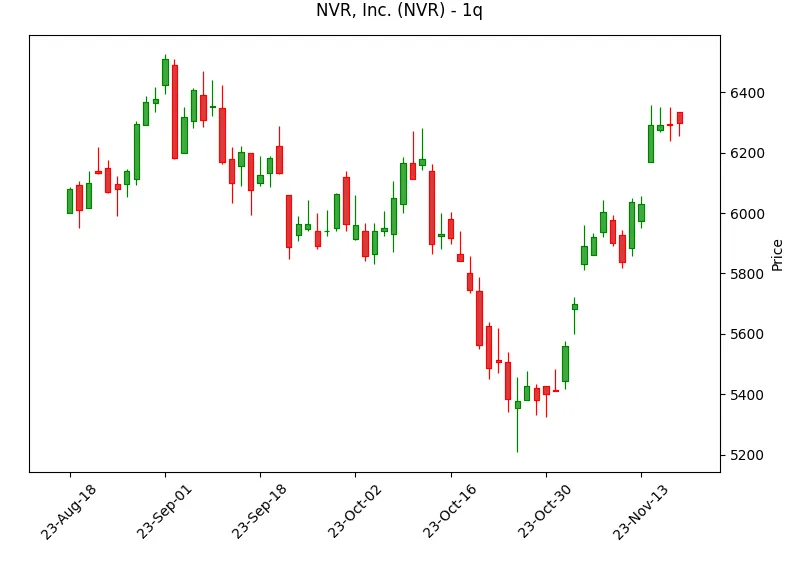 NVR, Inc. (NVR) - 1q
6400
6200
6000
5800
5600
5400
5200
Price
23-Aug-18
23-Sep-01
23-Sep-18
23-Oct-02
23-Oct-16
23-Oct-30
23-Nov-13